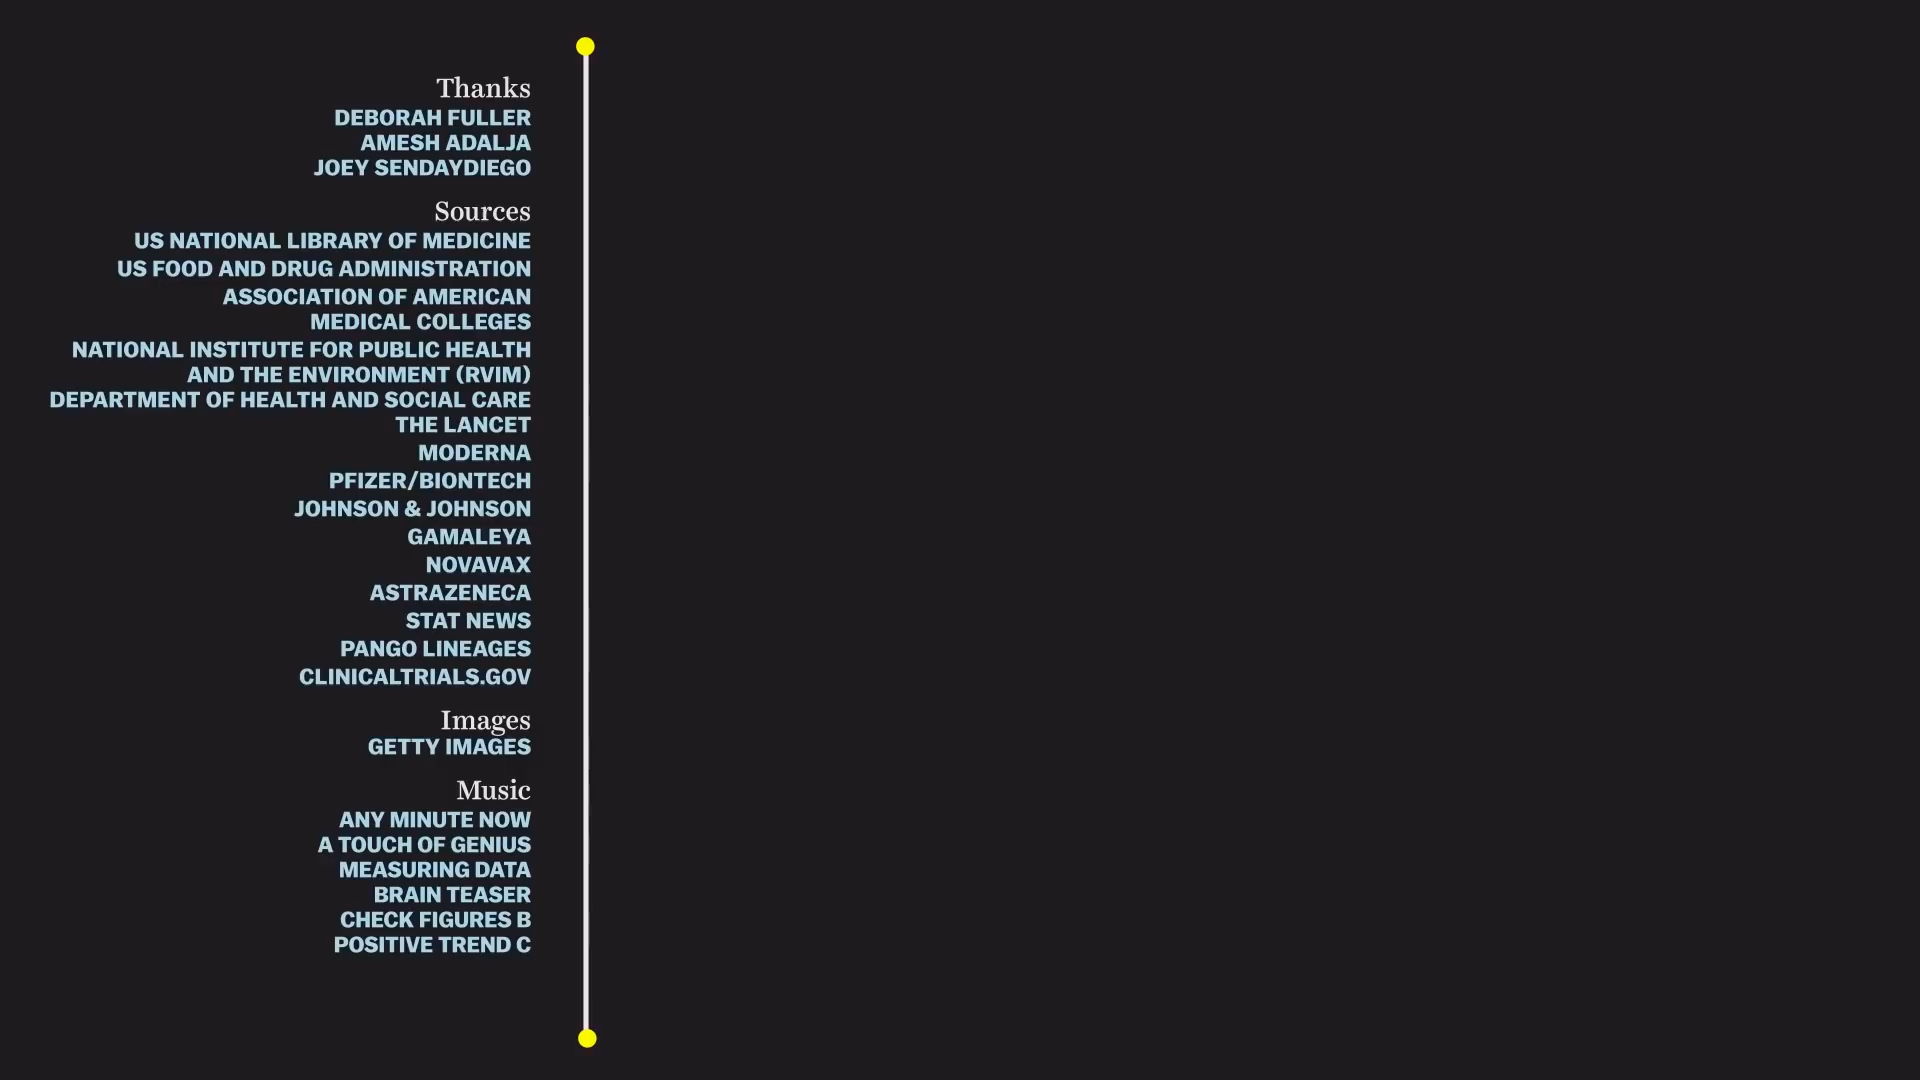 Thanks
DEBORAH FULLER
AMESH ADALJA
JOEY SENDAYDIEGO
Sources
US NATIONAL LIBRARY OF MEDICINE
US FOOD AND DRUG ADMINISTRATION
ASSOCIATION OF AMERICAN
MEDICAL COLLEGES
NATIONAL INSTITUTE FOR PUBLIC HEALTH
AND THE ENVIRONMENT (RVIM)
DEPARTMENT OF HEALTH AND SOCIAL CARE
THE LANCET
MODERNA
PFIZER/BIONTECH
JOHNSON & JOHNSON
GAMALEYA
NOVAVAX
ASTRAZENECA
STAT NEWS
PANGO LINEAGES
CLINICALTRIALS.GOV
Images
GETTY IMAGES
Music
ANY MINUTE NOW
A TOUCH OF GENIUS
MEASURING DATA
BRAIN TEASER
CHECK FIGURES B
POSITIVE TREND C